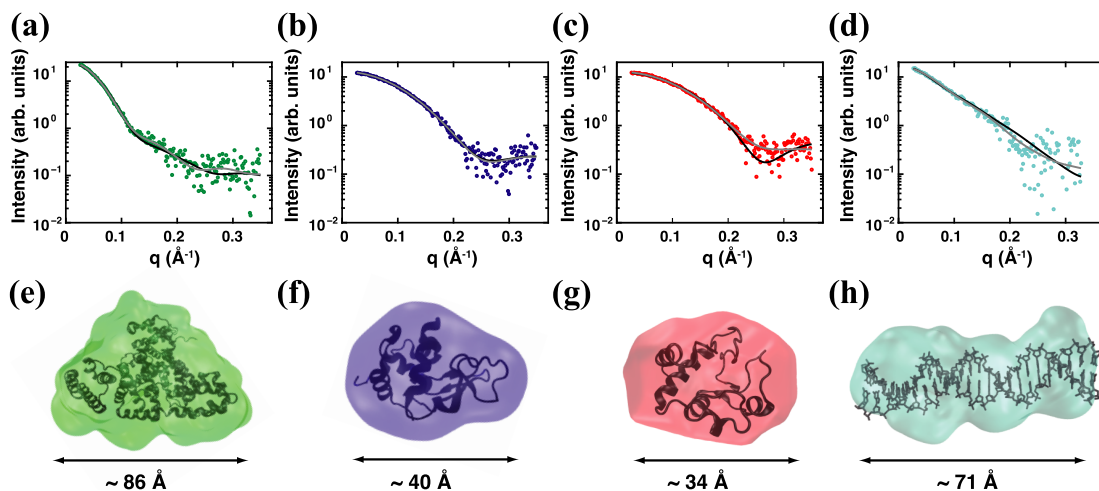 (a) (b) (c) (d)
Intensity (arb. units) Intensity (arb. units) Intensity (arb. units) Intensity (arb. units)
10¹ 10¹ 10¹ 10¹
10⁰ 10⁰ 10⁰ 10⁰
10⁻¹ 10⁻¹ 10⁻¹ 10⁻¹
10⁻² 10⁻² 10⁻² 10⁻²
0 0.1 0.2 0.3 0 0.1 0.2 0.3 0 0.1 0.2 0.3 0 0.1 0.2 0.3
q (Å⁻¹) q (Å⁻¹) q (Å⁻¹) q (Å⁻¹)
(e) (f) (g) (h)
~ 86 Å ~ 40 Å ~ 34 Å ~ 71 Å